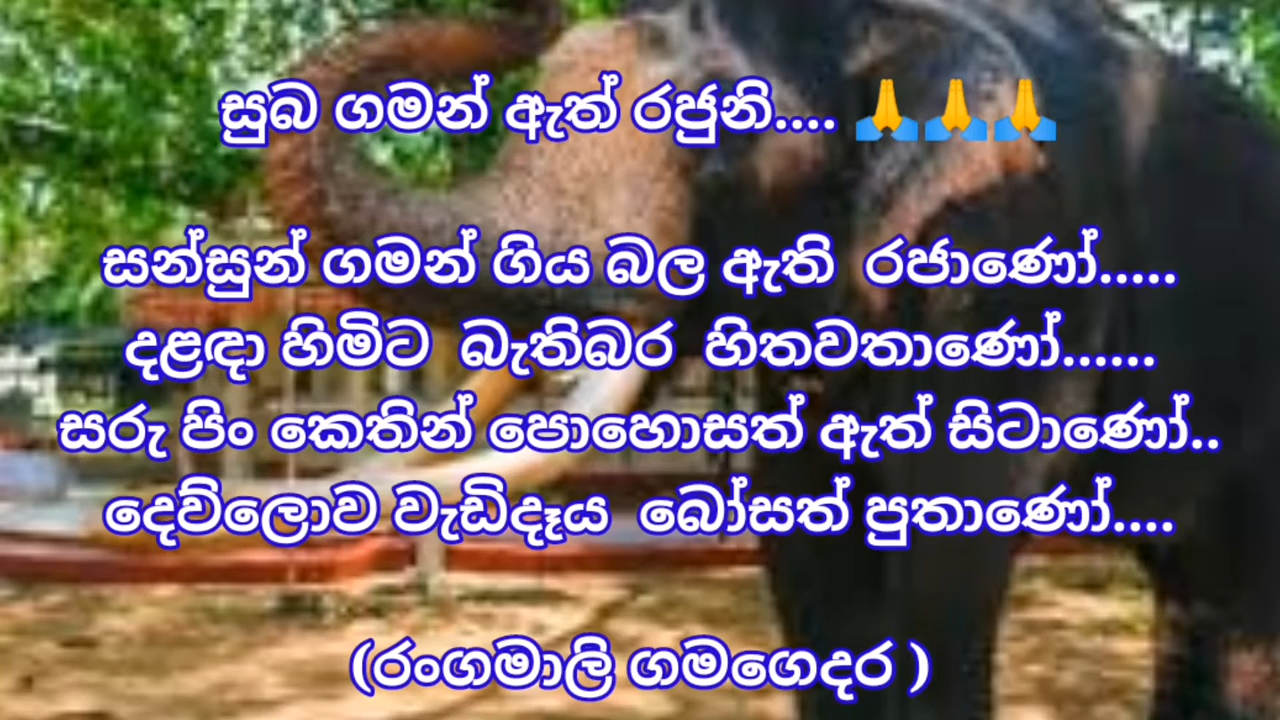 සුබ ගමන් ඇත් රජුනි.... 🙏🙏🙏
සන්සුන් ගමන් ගිය බල ඇති රජාණෝ.....
දළඳා හිමිට බැතිබර හිතවතාණෝ......
සරු පිං කෙතින් පොහොසත් ඇත් සිටාණෝ..
දෙව්ලොව වැඩිදෑය බෝසත් පුතාණෝ....
(රංගමාලි ගමගෙදර )